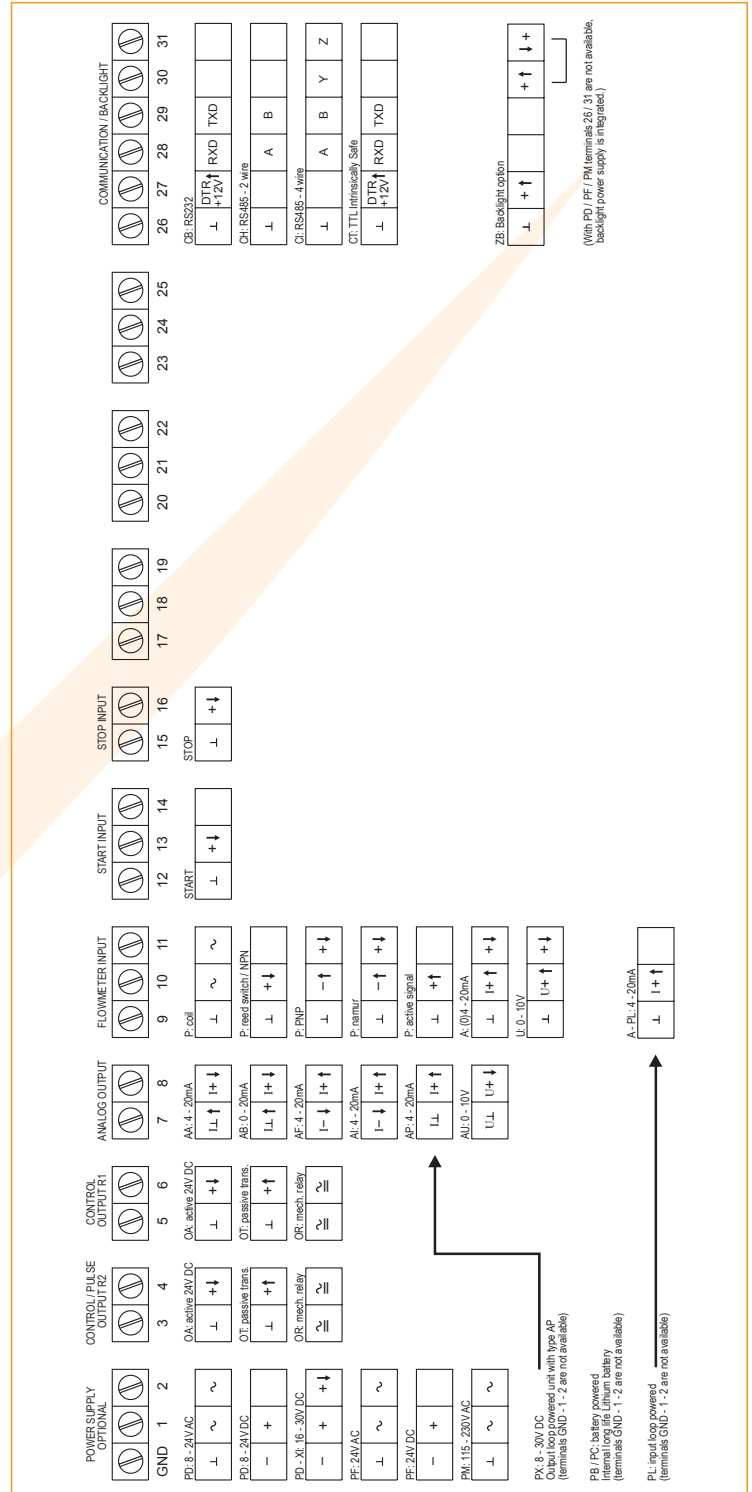 POWER SUPPLY
OPTIONAL
GND 1 2
PD: 8 - 24V AC
⊥ ~ ~
PD: 8 - 24V DC
− +
PD - XI: 16 - 30V DC
− + +↓
PF: 24V AC
⊥ ~ ~
PF: 24V DC
− +
PM: 115 - 230V AC
⊥ ~ ~
PX: 8 - 30V DC
Output loop powered unit with type AP
(terminals GND - 1 - 2 are not available)
PB / PC: battery powered
Internal long life Lithium battery
(terminals GND - 1 - 2 are not available)
PL: input loop powered
(terminals GND - 1 - 2 are not available)
CONTROL / PULSE
OUTPUT R2
3 4
OA: active 24V DC
⊥ +↓
OT: passive trans.
⊥ +↑
OR: mech. relay
CONTROL
OUTPUT R1
5 6
OA: active 24V DC
⊥ +↓
OT: passive trans.
⊥ +↑
OR: mech. relay
ANALOG OUTPUT
7 8
AA: 4 - 20mA
I⊥↑ I+↓
AB: 0 - 20mA
I⊥↑ I+↓
AF: 4 - 20mA
I−↓ I+↑
AI: 4 - 20mA
I−↓ I+↑
AP: 4 - 20mA
I⊥ I+↑
AU: 0 - 10V
U⊥ U+↓
FLOWMETER INPUT
9 10 11
P: coil
⊥ ~ ~
P: reed switch / NPN
⊥ +↓
P: PNP
⊥ −↑ +↓
P: namur
⊥ −↑ +↓
P: active signal
⊥ +↑
A: (0)4 - 20mA
⊥ I+↑ +↓
U: 0 - 10V
⊥ U+↑ +↓
A - PL: 4 - 20mA
⊥ I+↑
START INPUT
12 13 14
START
⊥ +↓
STOP INPUT
15 16
STOP
⊥ +↓
17 18 19
20 21 22
23 24 25
COMMUNICATION / BACKLIGHT
26 27 28 29 30 31
CB: RS232
⊥ DTR +12V↑ RXD TXD
CH: RS485 - 2 wire
⊥ A B
CI: RS485 - 4 wire
⊥ A B Y Z
CT: TTL Intrinsically Safe
⊥ DTR +12V↑ RXD TXD
ZB: Backlight option
⊥ +↑ +↑ ↓+
(With PD / PF / PM terminals 26 / 31 are not available,
backlight power supply is integrated.)